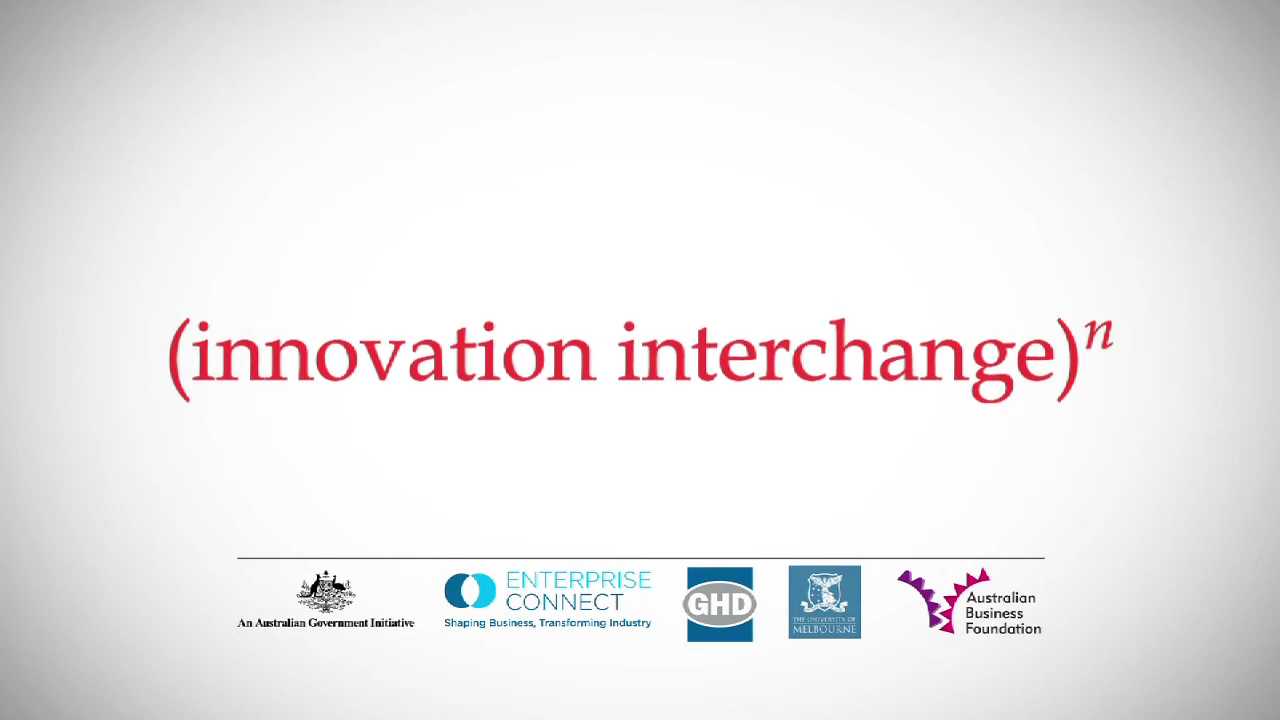 (innovation interchange)ⁿ
An Australian Government Initiative
ENTERPRISE
CONNECT
Shaping Business, Transforming Industry
GHD
THE UNIVERSITY OF
MELBOURNE
Australian
Business
Foundation